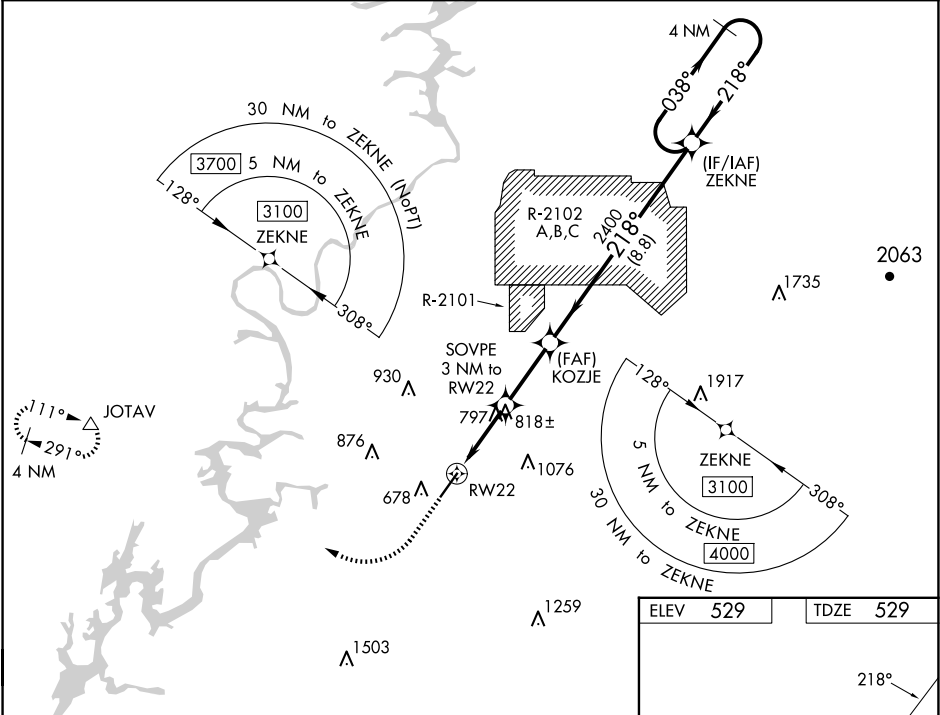 4 NM
038°
218°
(IF/IAF)
ZEKNE
30 NM to ZEKNE (NoPT)
3700
5 NM to ZEKNE
128°
3100
ZEKNE
308°
R-2102
A,B,C
2400
218°
(8.8)
2063
1735
R-2101
SOVPE
3 NM to
RW22
(FAF)
KOZJE
930
797
818±
128°
1917
111°
JOTAV
291°
4 NM
876
1076
ZEKNE
3100
308°
5 NM to ZEKNE
4000
30 NM to ZEKNE
678
RW22
1259
1503
ELEV 529
TDZE 529
218°